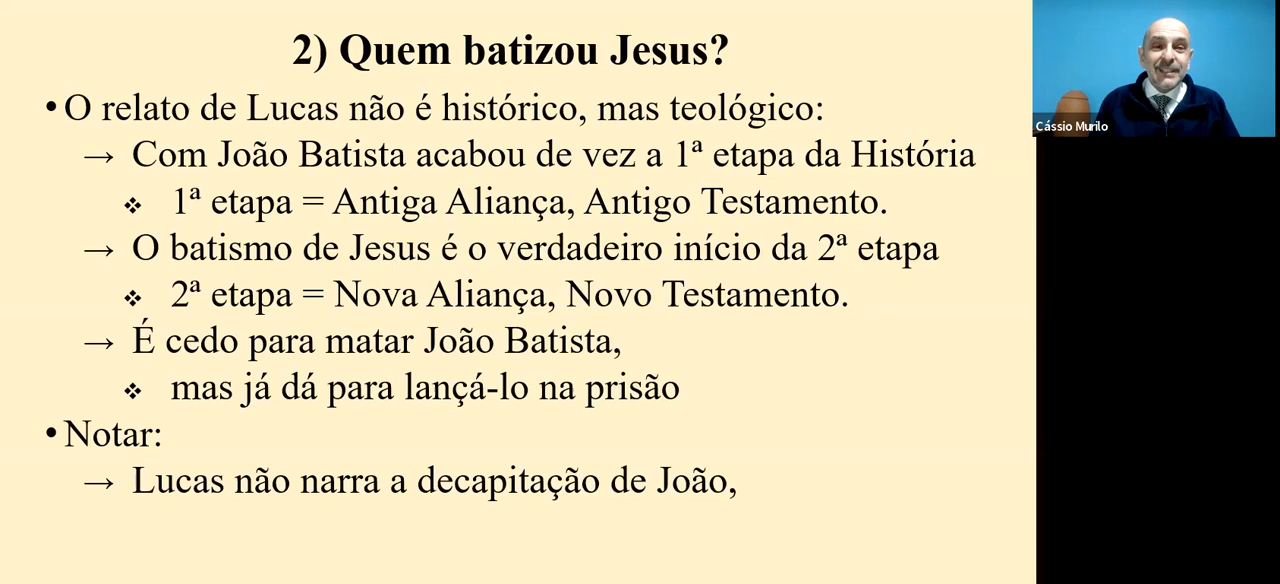 2) Quem batizou Jesus?
• O relato de Lucas não é histórico, mas teológico:
→ Com João Batista acabou de vez a 1ª etapa da História
❖ 1ª etapa = Antiga Aliança, Antigo Testamento.
→ O batismo de Jesus é o verdadeiro início da 2ª etapa
❖ 2ª etapa = Nova Aliança, Novo Testamento.
→ É cedo para matar João Batista,
❖ mas já dá para lançá-lo na prisão
• Notar:
→ Lucas não narra a decapitação de João,
Cássio Murilo